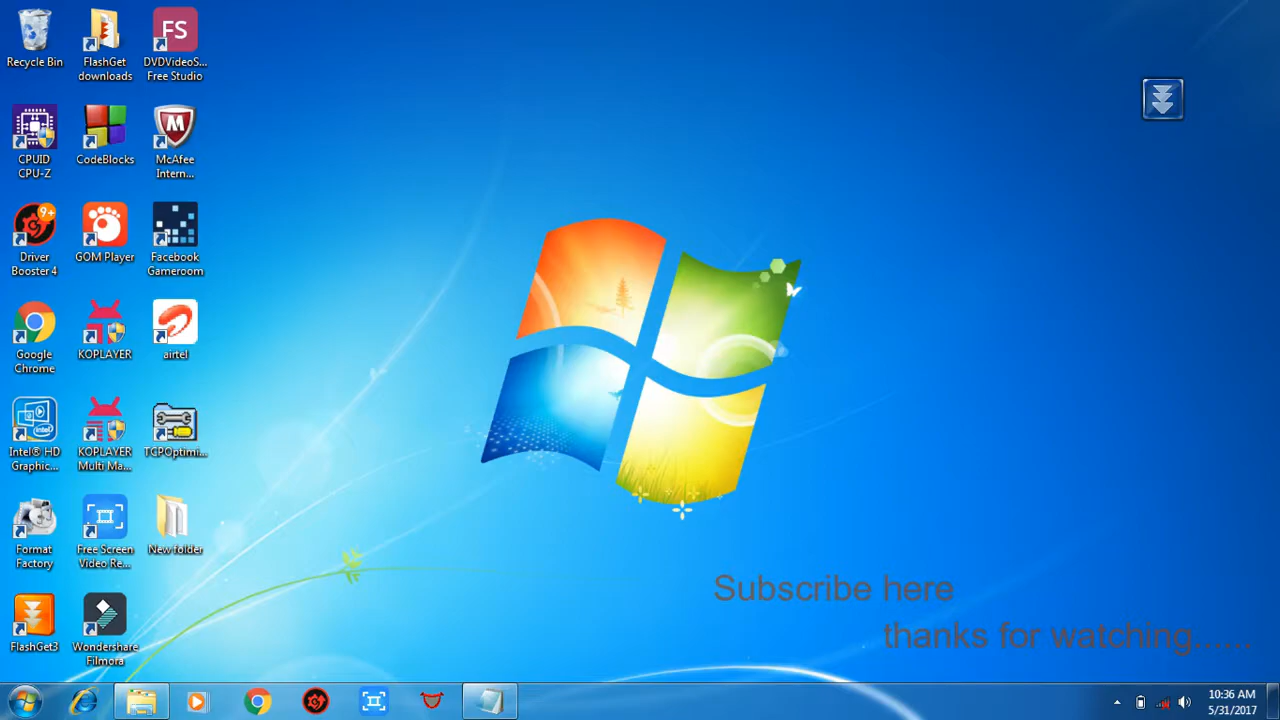 Recycle Bin
FlashGet
downloads
FS
DVDVideoS...
Free Studio
CPUID
CPU-Z
CodeBlocks
McAfee
Intern...
9+
Driver
Booster 4
GOM Player
Facebook
Gameroom
Google
Chrome
KOPLAYER
airtel
intel
Intel® HD
Graphic...
KOPLAYER
Multi Ma...
TCPOptimi...
Format
Factory
Free Screen
Video Re...
New folder
FlashGet3
Wondershare
Filmora
Subscribe here
thanks for watching......
10:36 AM
5/31/2017